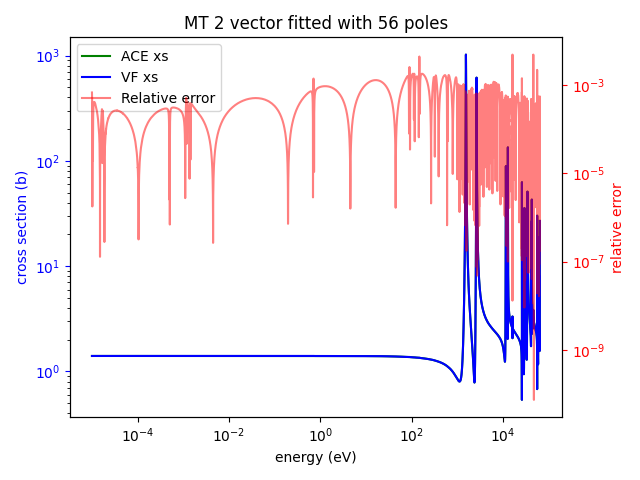 MT 2 vector fitted with 56 poles
ACE xs
VF xs
Relative error
cross section (b)
10³
10²
10¹
10⁰
relative error
10⁻³
10⁻⁵
10⁻⁷
10⁻⁹
10⁻⁴
10⁻²
10⁰
10²
10⁴
energy (eV)